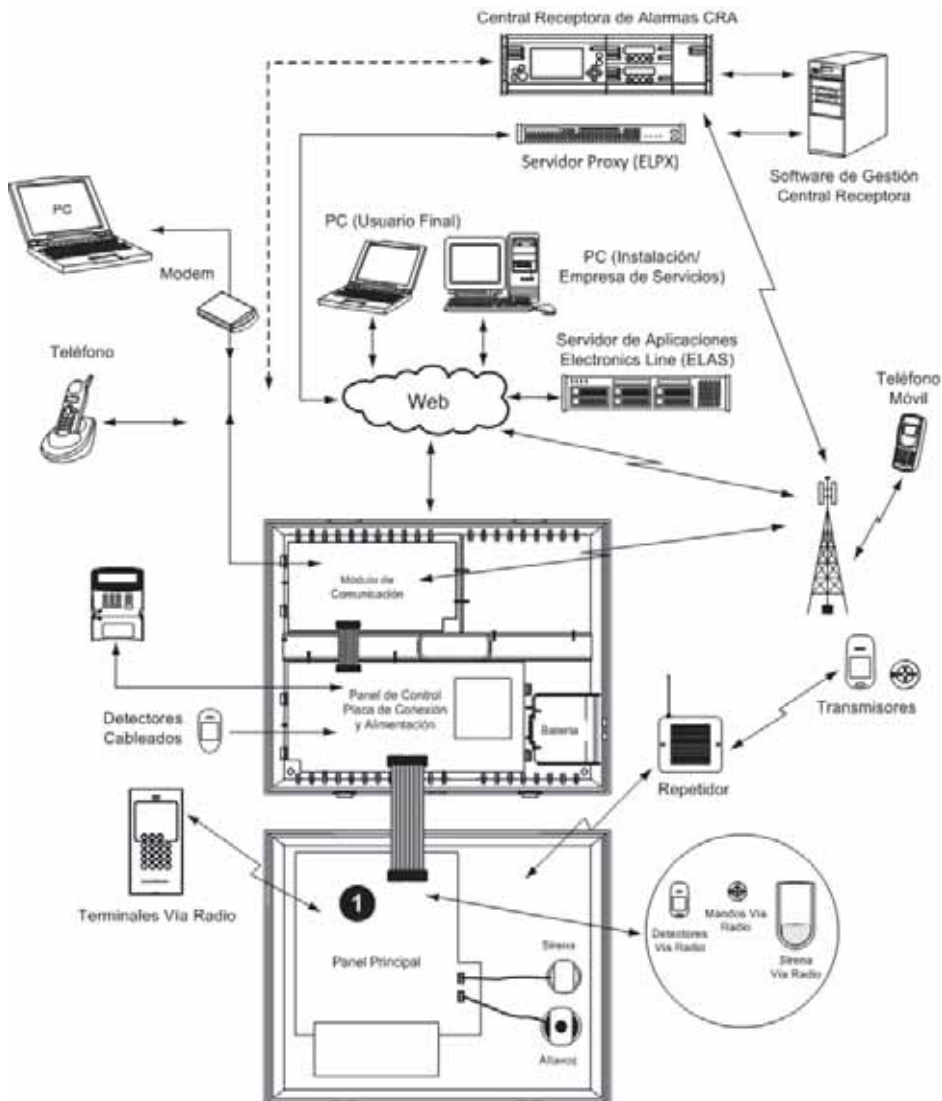 Central Receptora de Alarmas CRA
Servidor Proxy (ELPX)
Software de Gestión
Central Receptora
PC
PC (Usuario Final)
PC (Instalación/
Empresa de Servicios)
Modem
Servidor de Aplicaciones
Electronics Line (ELAS)
Teléfono
Web
Teléfono
Móvil
Módulo de
Comunicación
Panel de Control
Placa de Conexión
y Alimentación
Batería
Detectores
Cableados
Transmisores
Repetidor
Terminales Vía Radio
1
Panel Principal
Sirena
Altavoz
Detectores
Vía Radio
Mandos Vía
Radio
Sirena
Vía Radio